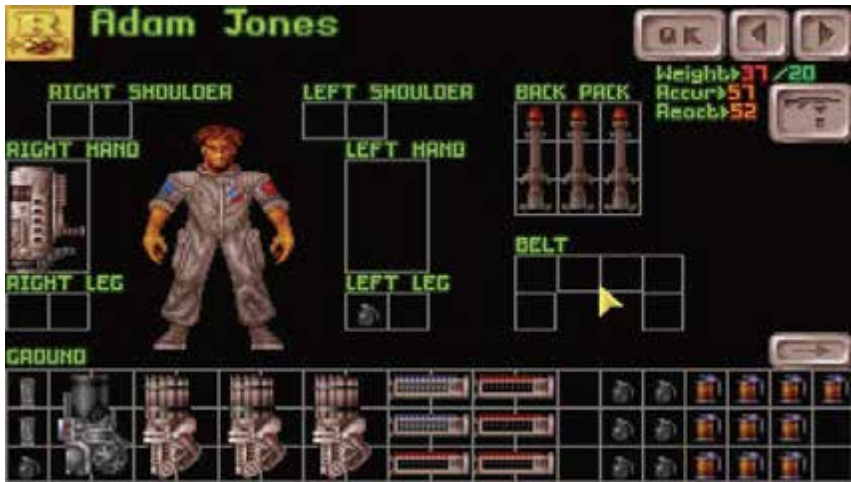 Adam Jones
OK
Weight▸37/20
Accur▸57
React▸52
RIGHT SHOULDER
LEFT SHOULDER
BACK PACK
RIGHT HAND
LEFT HAND
BELT
RIGHT LEG
LEFT LEG
GROUND